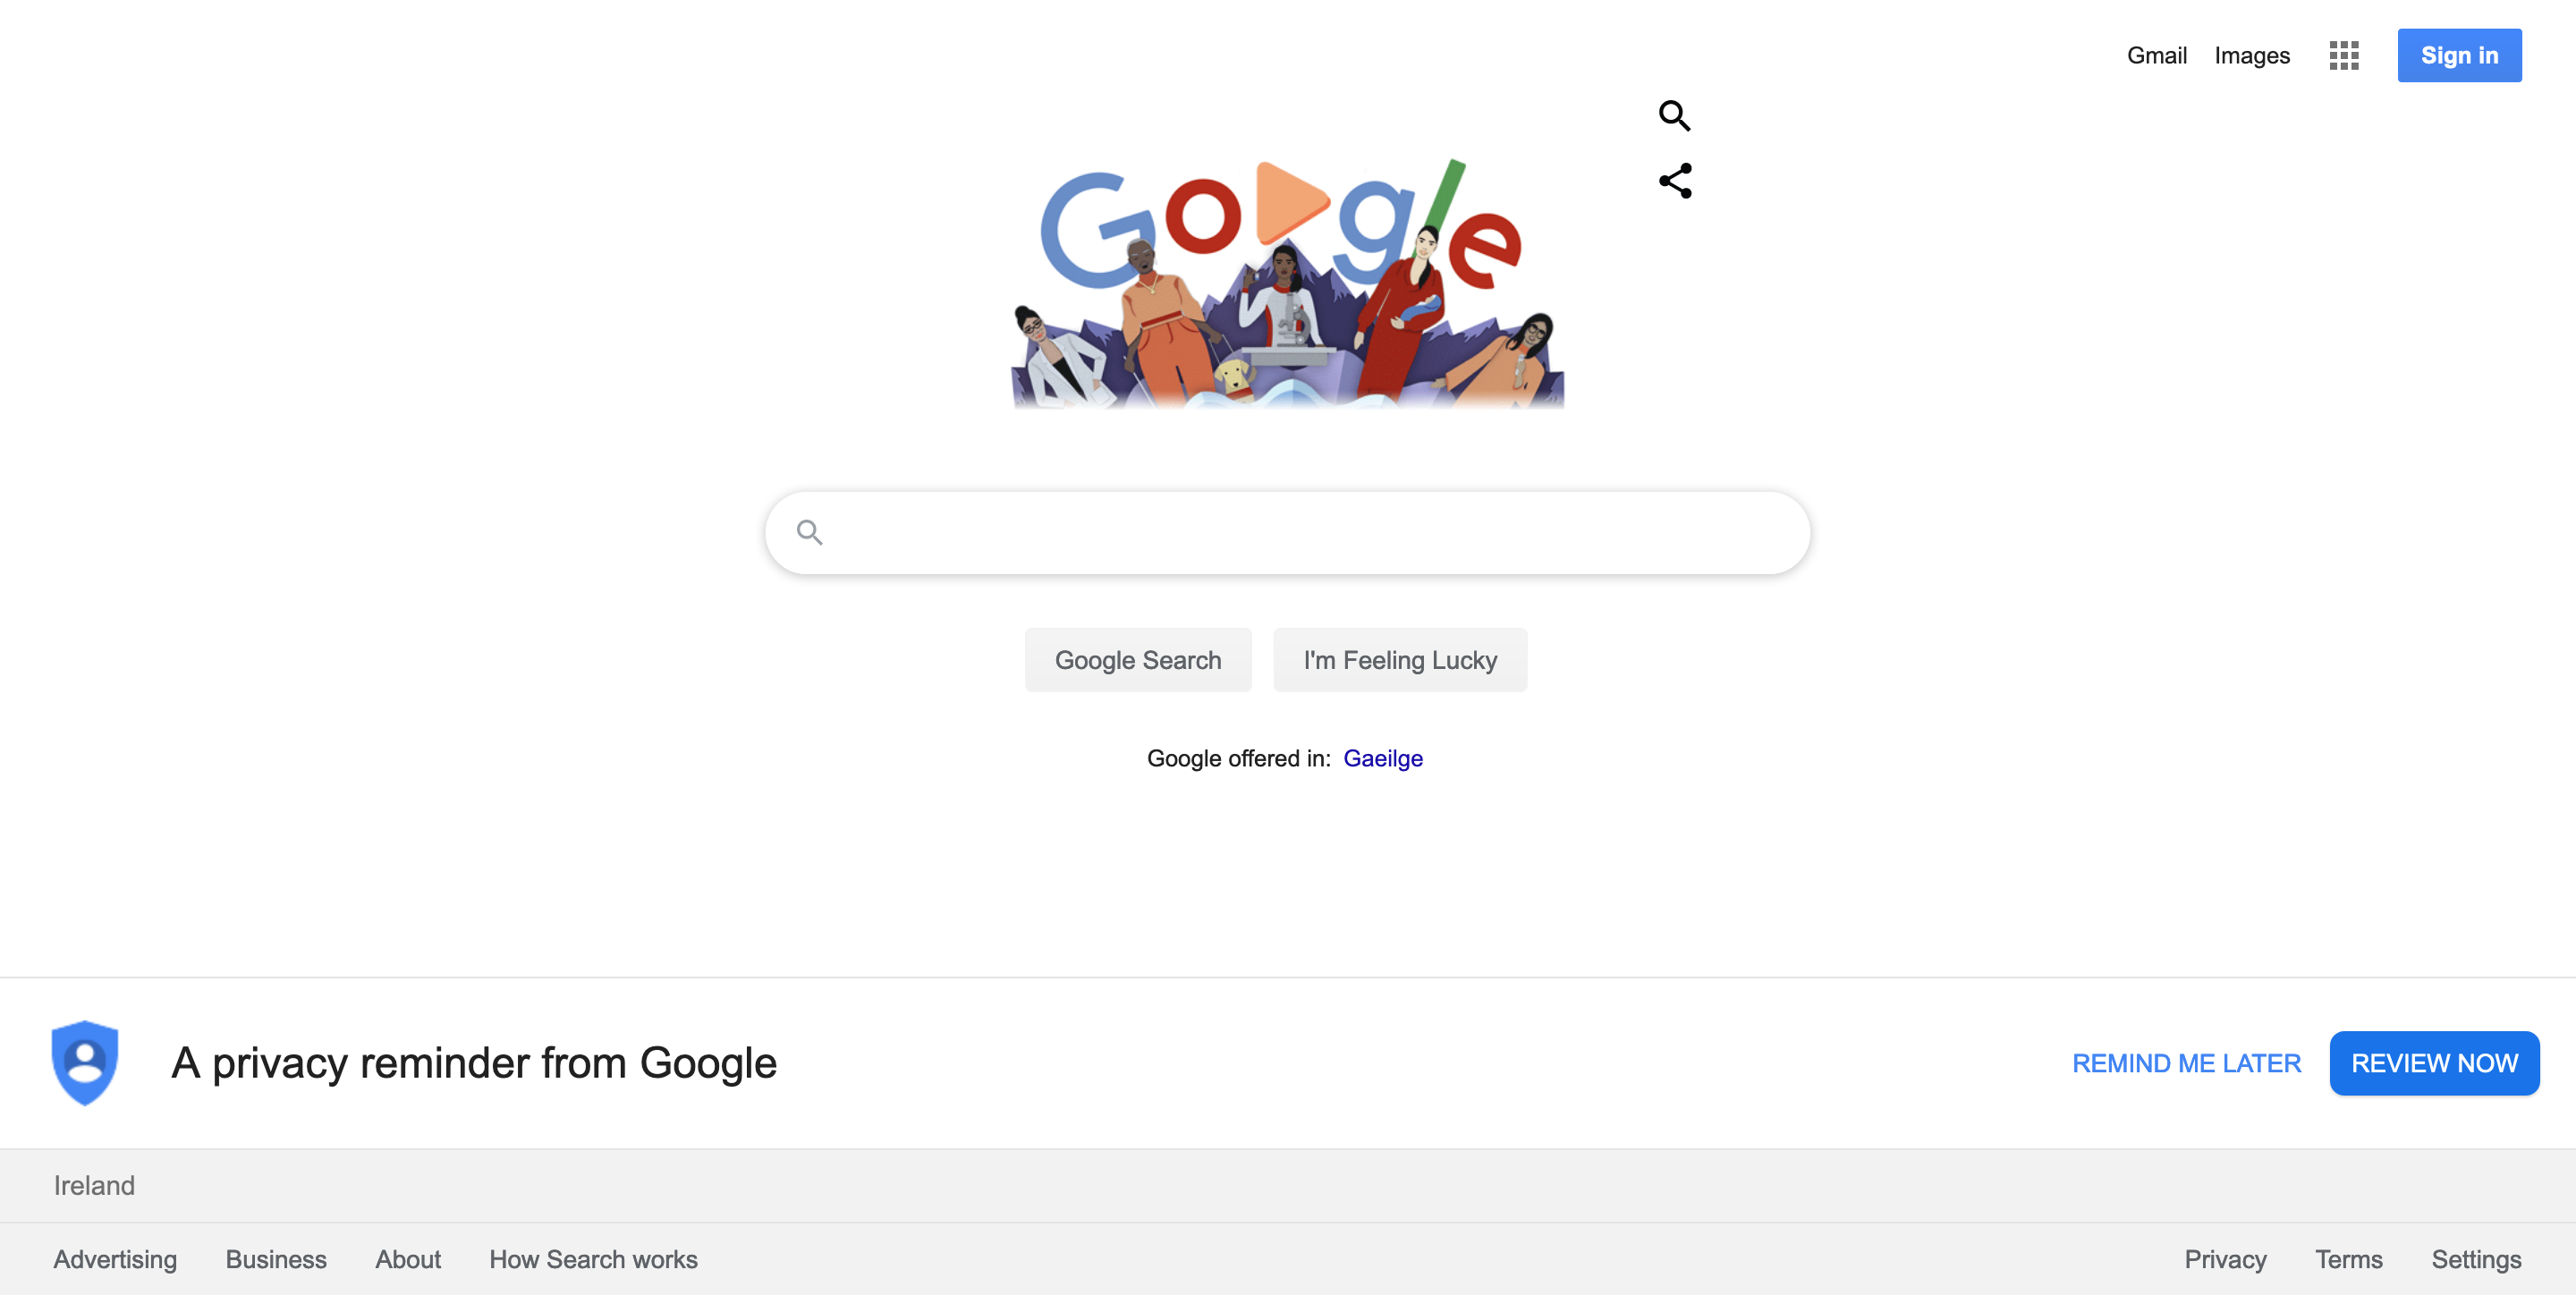 Gmail Images Sign in
Google
Google Search I'm Feeling Lucky
Google offered in: Gaeilge
A privacy reminder from Google REMIND ME LATER REVIEW NOW
Ireland
Advertising Business About How Search works Privacy Terms Settings